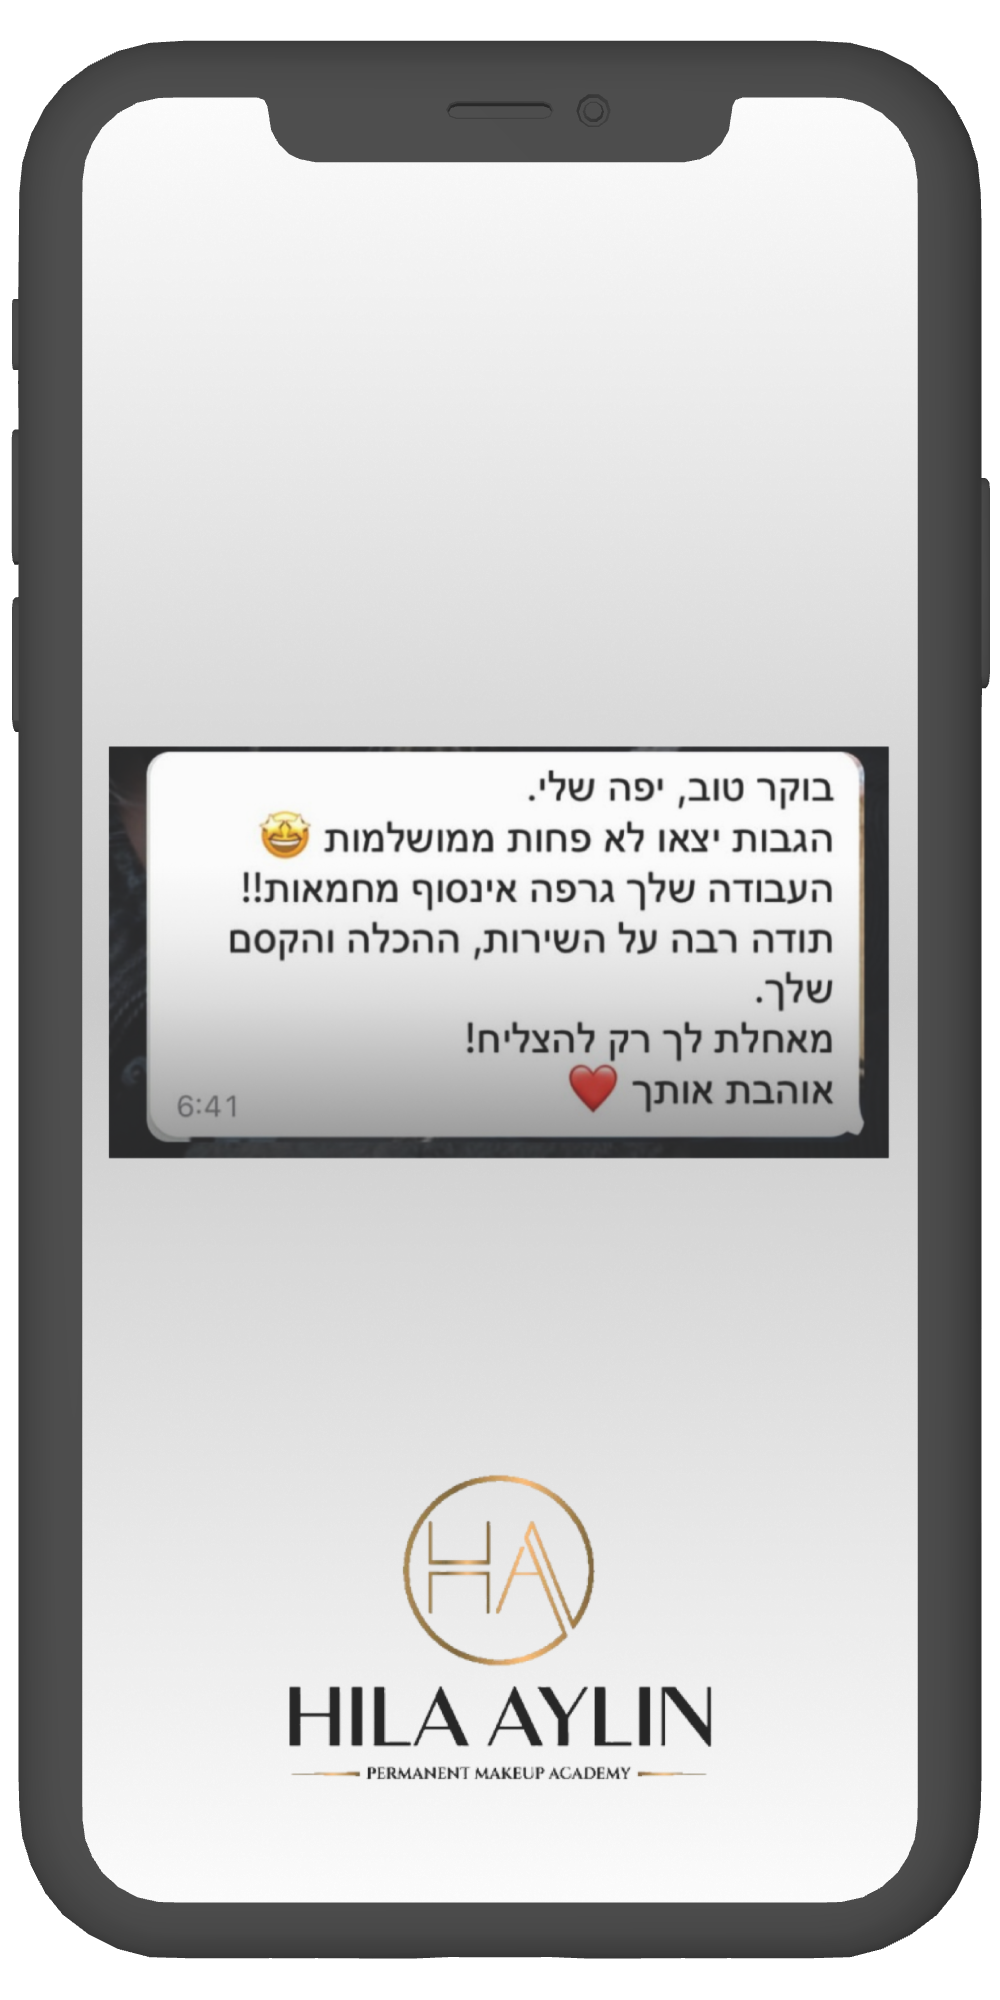 בוקר טוב, יפה שלי.
הגבות יצאו לא פחות ממושלמות 🤩
העבודה שלך גרפה אינסוף מחמאות!!
תודה רבה על השירות, ההכלה והקסם
שלך.
מאחלת לך רק להצליח!
אוהבת אותך ❤️
6:41
HA
HILA AYLIN
PERMANENT MAKEUP ACADEMY